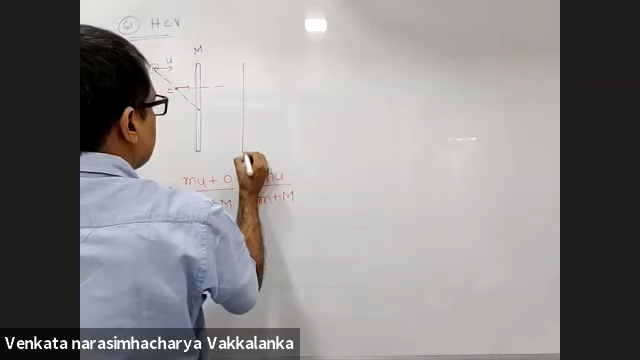 61 HCV
M
u
c
mu + 0 mu
+M m+M
Venkata narasimhacharya Vakkalanka